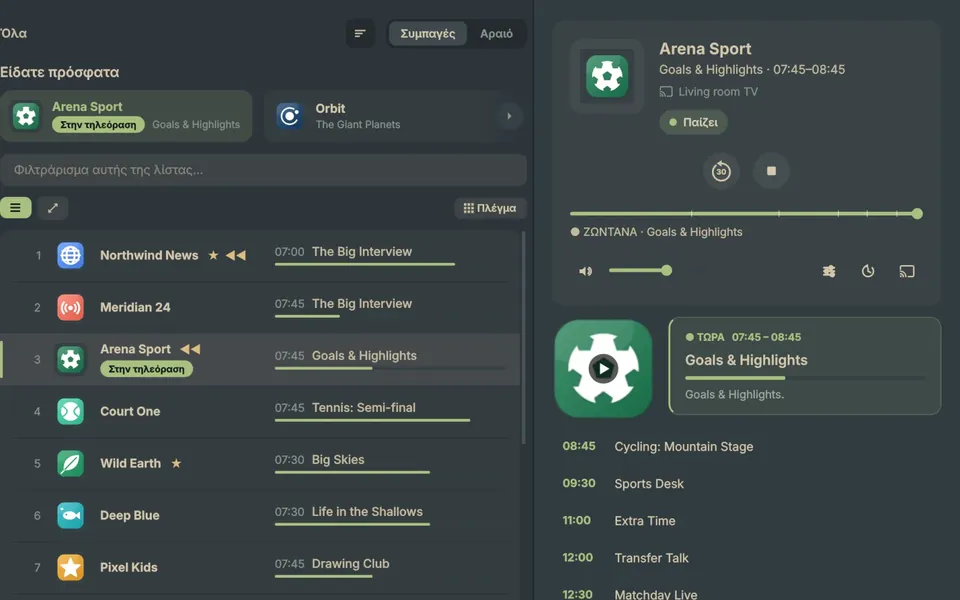 Όλα
Συμπαγές
Αραιό
Είδατε πρόσφατα
Arena Sport
Στην τηλεόραση
Goals & Highlights
Orbit
The Giant Planets
Φιλτράρισμα αυτής της λίστας...
Πλέγμα
1 Northwind News 07:00 The Big Interview
2 Meridian 24 07:45 The Big Interview
3 Arena Sport 07:45 Goals & Highlights
Στην τηλεόραση
4 Court One 07:45 Tennis: Semi-final
5 Wild Earth 07:30 Big Skies
6 Deep Blue 07:30 Life in the Shallows
7 Pixel Kids 07:45 Drawing Club
Arena Sport
Goals & Highlights · 07:45–08:45
Living room TV
Παίζει
30
ΖΩΝΤΑΝΑ · Goals & Highlights
ΤΩΡΑ 07:45 – 08:45
Goals & Highlights
Goals & Highlights.
08:45 Cycling: Mountain Stage
09:30 Sports Desk
11:00 Extra Time
12:00 Transfer Talk
12:30 Matchday Live